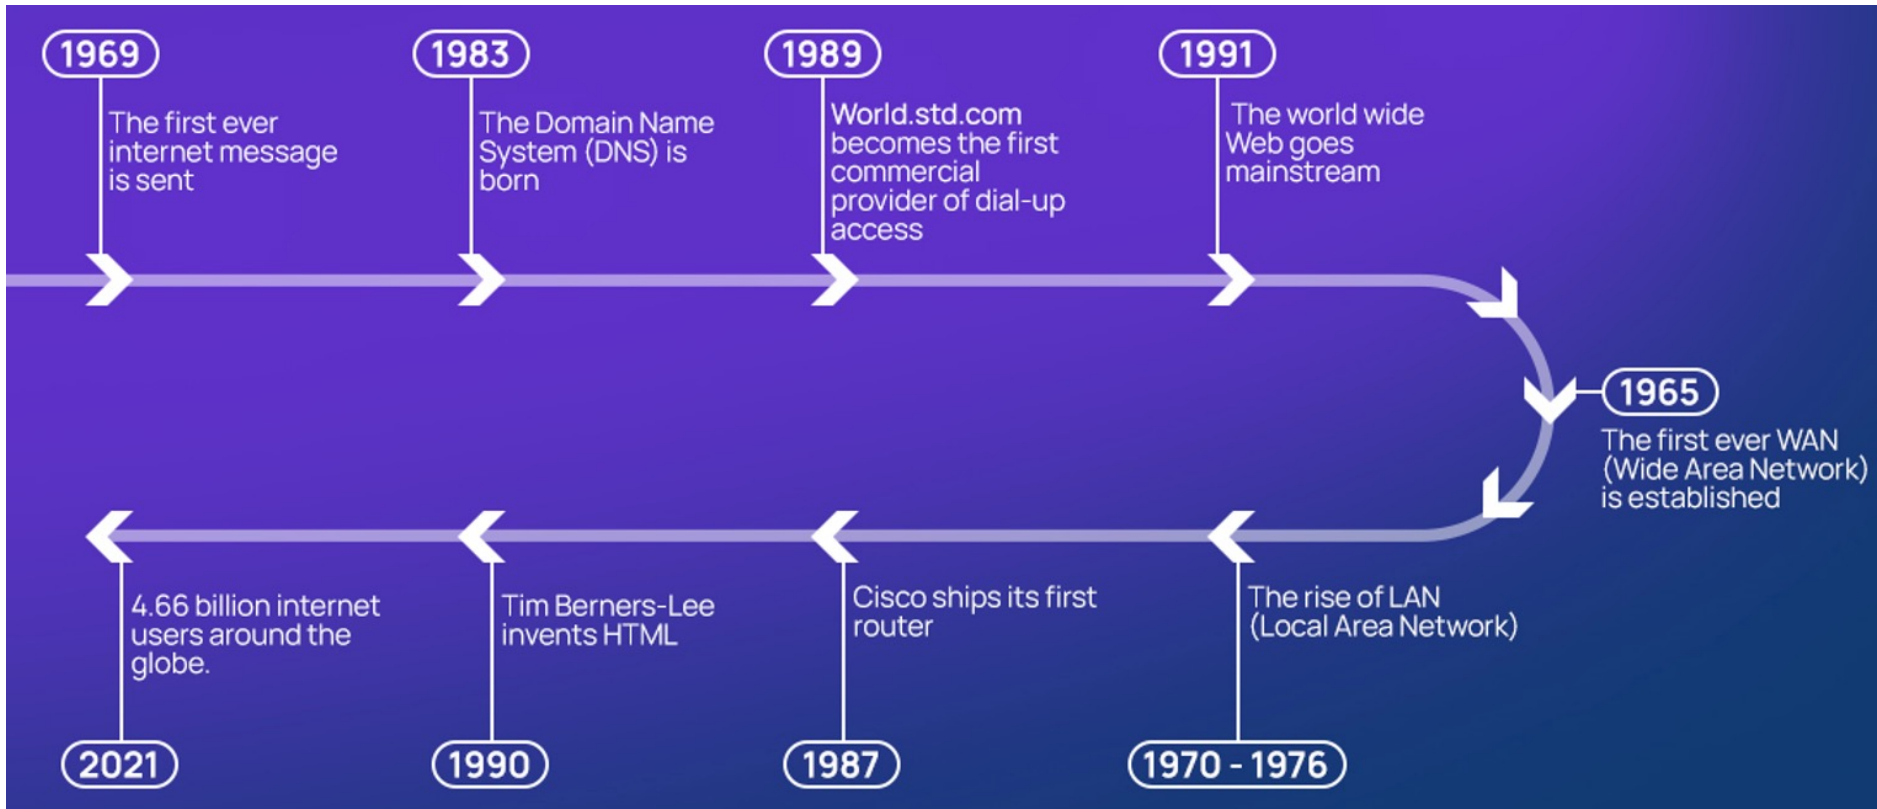 1969
The first ever
internet message
is sent
1983
The Domain Name
System (DNS) is
born
1989
World.std.com
becomes the first
commercial
provider of dial-up
access
1991
The world wide
Web goes
mainstream
1965
The first ever WAN
(Wide Area Network)
is established
The rise of LAN
(Local Area Network)
1970 - 1976
Cisco ships its first
router
1987
Tim Berners-Lee
invents HTML
1990
4.66 billion internet
users around the
globe.
2021